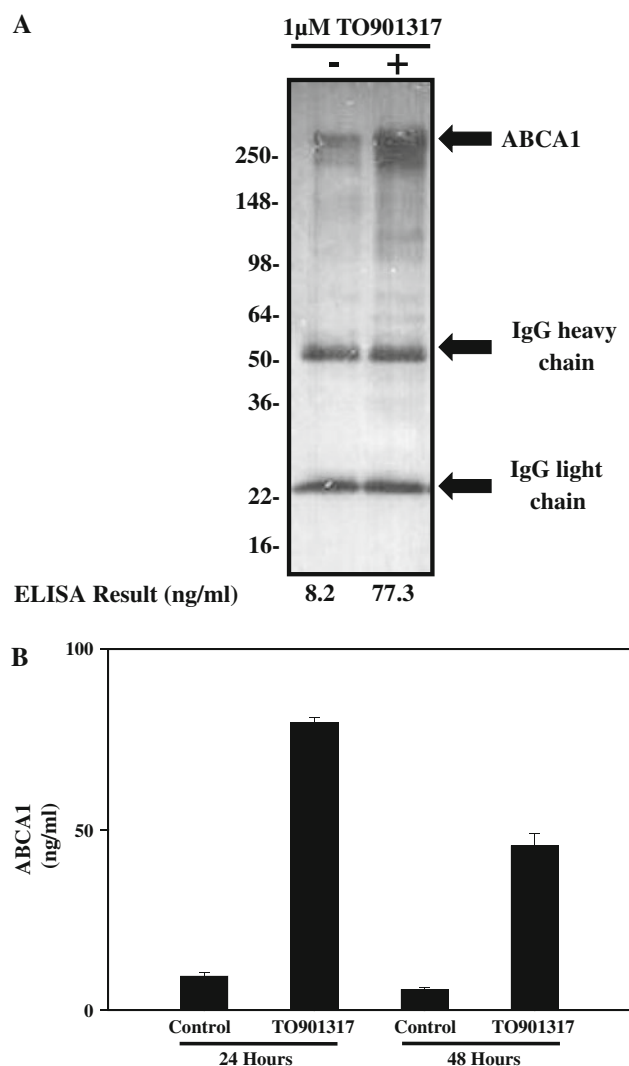 A
1µM TO901317
- +
ABCA1
250-
148-
98-
64-
IgG heavy
chain
50-
36-
IgG light
chain
22-
16-
ELISA Result (ng/ml) 8.2 77.3
B
100
50
0
ABCA1
(ng/ml)
Control TO901317 Control TO901317
24 Hours 48 Hours